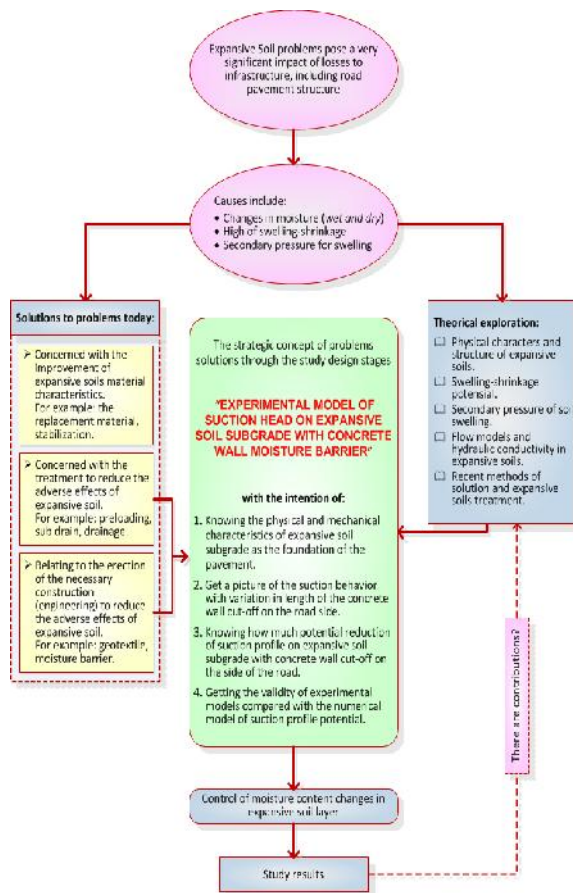 Expansive Soil problems pose a very
significant impact of losses to
infrastructure, including road
pavement structure
Causes include:
• Changes in moisture (wet and dry)
• High of swelling-shrinkage
• Secondary pressure for swelling
Solutions to problems today:
➢ Concerned with the
improvement of
expansive soils material
characteristics.
For example: the
replacement material,
stabilization.
➢ Concerned with the
treatment to reduce the
adverse effects of
expansive soil.
For example: preloading,
sub drain, drainage
➢ Relating to the erection of
the necessary
construction
(engineering) to reduce
the adverse effects of
expansive soil.
For example: geotextile,
moisture barrier.
The strategic concept of problems
solutions through the study design stages
"EXPERIMENTAL MODEL OF
SUCTION HEAD ON EXPANSIVE
SOIL SUBGRADE WITH CONCRETE
WALL MOISTURE BARRIER"
with the intention of:
1. Knowing the physical and mechanical
characteristics of expansive soil
subgrade as the foundation of the
pavement.
2. Get a picture of the suction behavior
with variation in length of the concrete
wall cut-off on the road side.
3. Knowing how much potential reduction
of suction profile on expansive soil
subgrade with concrete wall cut-off on
the side of the road.
4. Getting the validity of experimental
models compared with the numerical
model of suction profile potential.
Theorical exploration:
❑ Physical characters and
structure of expansive
soils.
❑ Swelling-shrinkage
potensial.
❑ Secondary pressure of soi
swelling.
❑ Flow models and
hydraulic conductivity in
expansive soils.
❑ Recent methods of
solution and expansive
soils treatment.
There are contributions?
Control of moisture content changes in
expansive soil layer
Study results